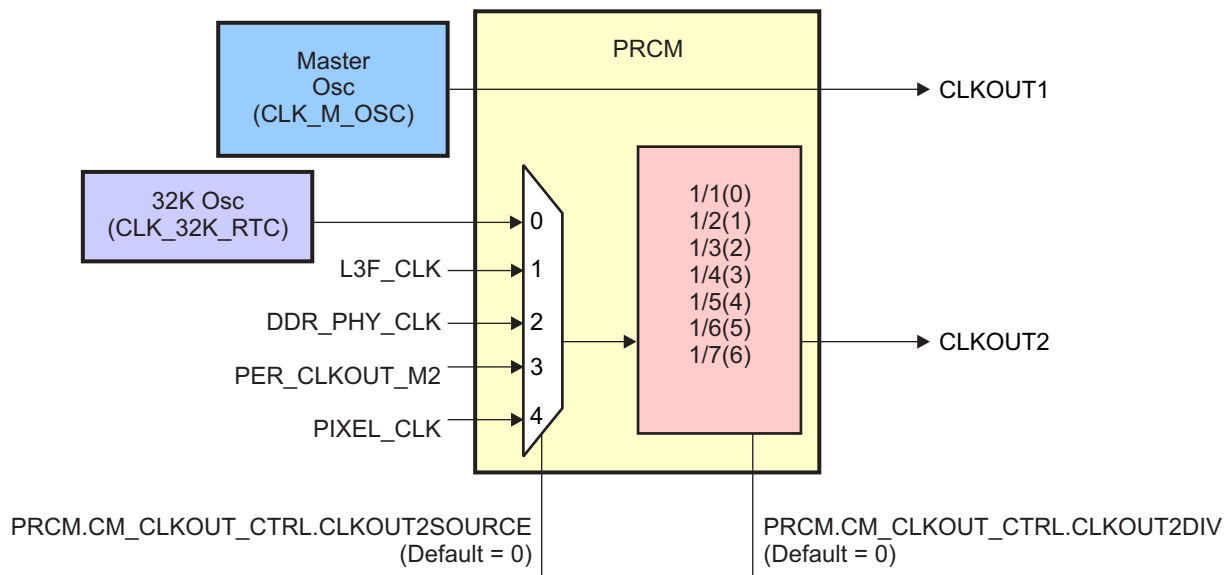 Master
Osc
(CLK_M_OSC)
PRCM
CLKOUT1
32K Osc
(CLK_32K_RTC)
0
L3F_CLK
1
DDR_PHY_CLK
2
PER_CLKOUT_M2
3
PIXEL_CLK
4
1/1(0)
1/2(1)
1/3(2)
1/4(3)
1/5(4)
1/6(5)
1/7(6)
CLKOUT2
PRCM.CM_CLKOUT_CTRL.CLKOUT2SOURCE
(Default = 0)
PRCM.CM_CLKOUT_CTRL.CLKOUT2DIV
(Default = 0)